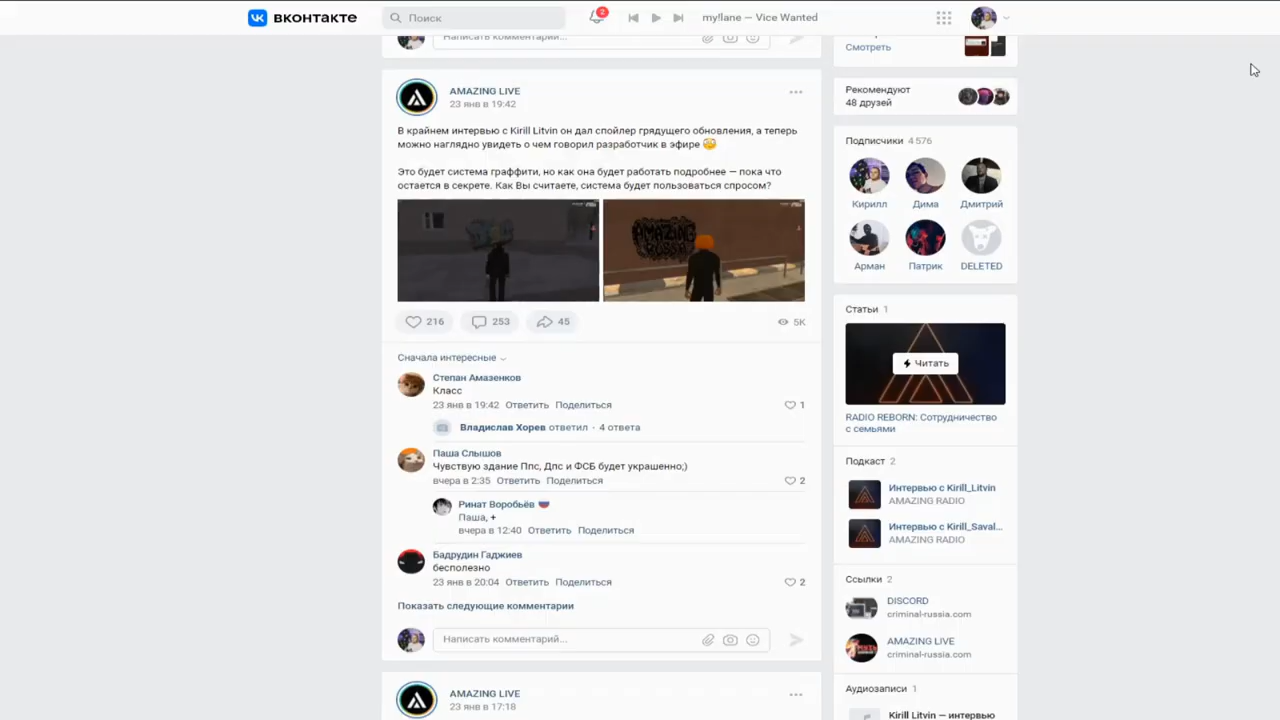 вконтакте
Поиск
2
my!lane — Vice Wanted
Написать комментарий...
Смотреть
AMAZING LIVE
23 янв в 19:42
В крайнем интервью с Kirill Litvin он дал спойлер грядущего обновления, а теперь
можно наглядно увидеть о чем говорил разработчик в эфире
Это будет система граффити, но как она будет работать подробнее — пока что
остается в секрете. Как Вы считаете, система будет пользоваться спросом?
AMAZING
216
253
45
5K
Сначала интересные
Степан Амазенков
Класс
23 янв в 19:42 Ответить Поделиться
1
Владислав Хорев ответил · 4 ответа
Паша Слышов
Чувствую здание Ппс, Дпс и ФСБ будет украшенно;)
вчера в 2:35 Ответить Поделиться
2
Ринат Воробьёв
Паша, +
вчера в 12:40 Ответить Поделиться
Бадрудин Гаджиев
бесполезно
23 янв в 20:04 Ответить Поделиться
2
Показать следующие комментарии
Написать комментарий...
AMAZING LIVE
23 янв в 17:18
Рекомендуют
48 друзей
Подписчики 4 576
Кирилл
Дима
Дмитрий
Арман
Патрик
DELETED
Статьи 1
Читать
RADIO REBORN: Сотрудничество
с семьями
Подкаст 2
Интервью с Kirill_Litvin
AMAZING RADIO
Интервью с Kirill_Saval...
AMAZING RADIO
Ссылки 2
DISCORD
criminal-russia.com
AMAZING LIVE
criminal-russia.com
Аудиозаписи 1
Kirill Litvin — интервью